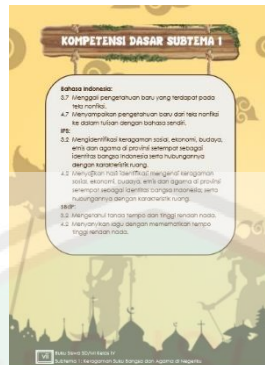 KOMPETENSI DASAR SUBTEMA 1
Bahasa Indonesia:
3.7 Menggali pengetahuan baru yang terdapat pada
teks nonfiksi.
4.7 Menyampaikan pengetahuan baru dari teks nonfiksi
ke dalam tulisan dengan bahasa sendiri.
IPS:
3.2 Mengidentifikasi keragaman sosial, ekonomi, budaya,
etnis dan agama di provinsi setempat sebagai
identitas bangsa Indonesia serta hubungannya
dengan karakteristik ruang.
4.2 Menyajikan hasil identifikasi mengenai keragaman
sosial, ekonomi, budaya, etnik dan agama di provinsi
setempat sebagai identitas bangsa Indonesia, serta
hubungannya dengan karakteristik ruang.
SBdP:
3.2 Mengetahui tanda tempo dan tinggi rendah nada.
4.2 Menyanyikan lagu dengan memerhatikan tempo
tinggi rendah nada.
vii
Buku Siswa SD/MI Kelas IV
Subtema 1: Keragaman Suku Bangsa dan Agama di Negeriku